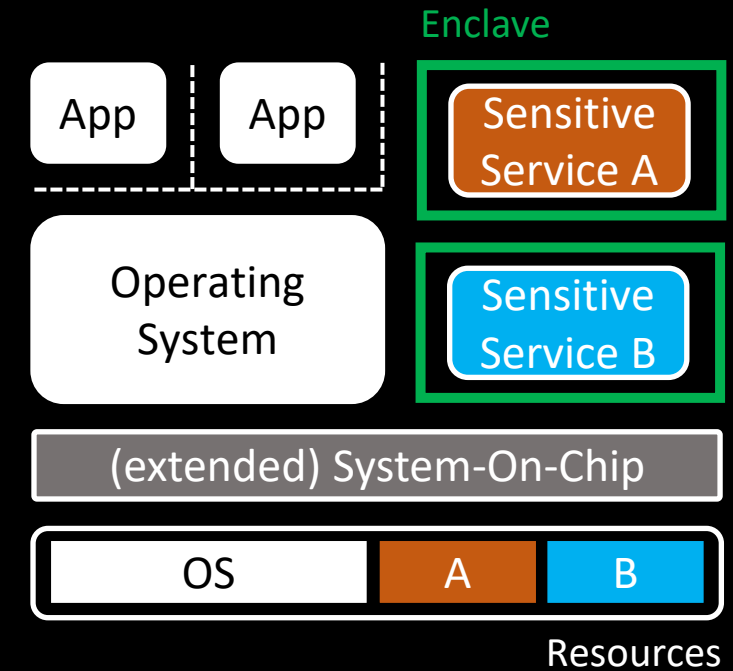 Enclave
App
App
Sensitive
Service A
Operating
System
Sensitive
Service B
(extended) System-On-Chip
OS
A
B
Resources